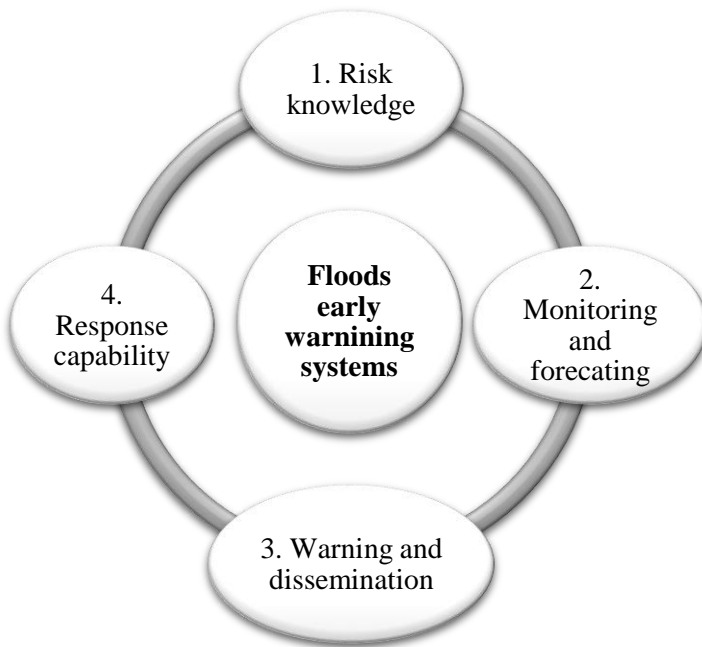 1. Risk
knowledge
2.
Monitoring
and
forecating
3. Warning and
dissemination
4.
Response
capability
Floods
early
warnining
systems